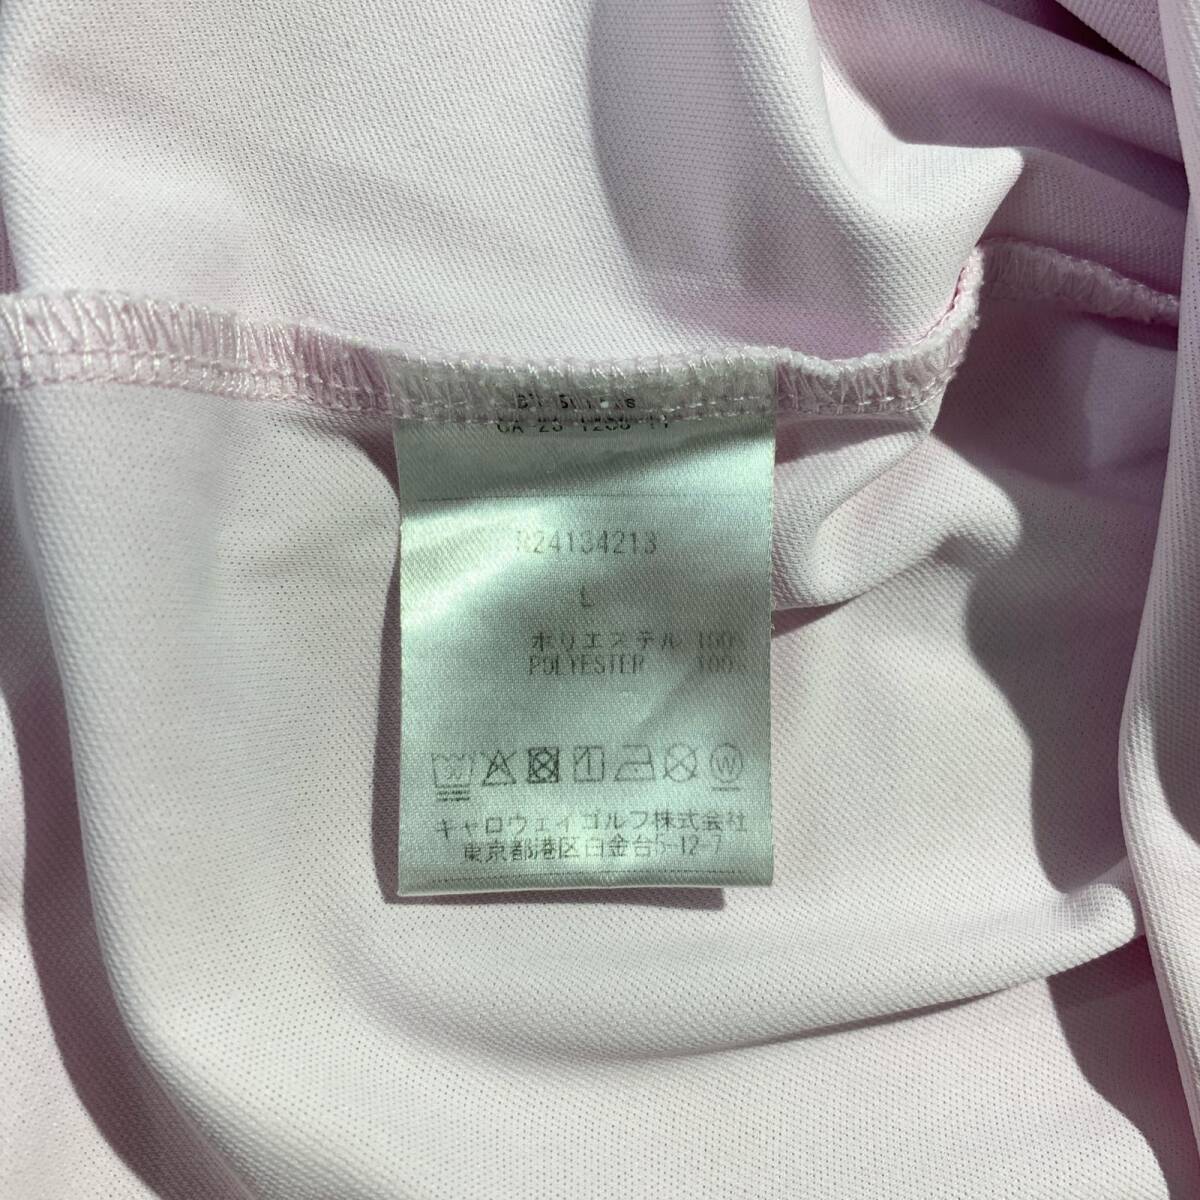 24134213
L
ポリエステル 100%
POLYESTER 100%
W
キャロウェイゴルフ株式会社
東京都港区白金台5-12-7